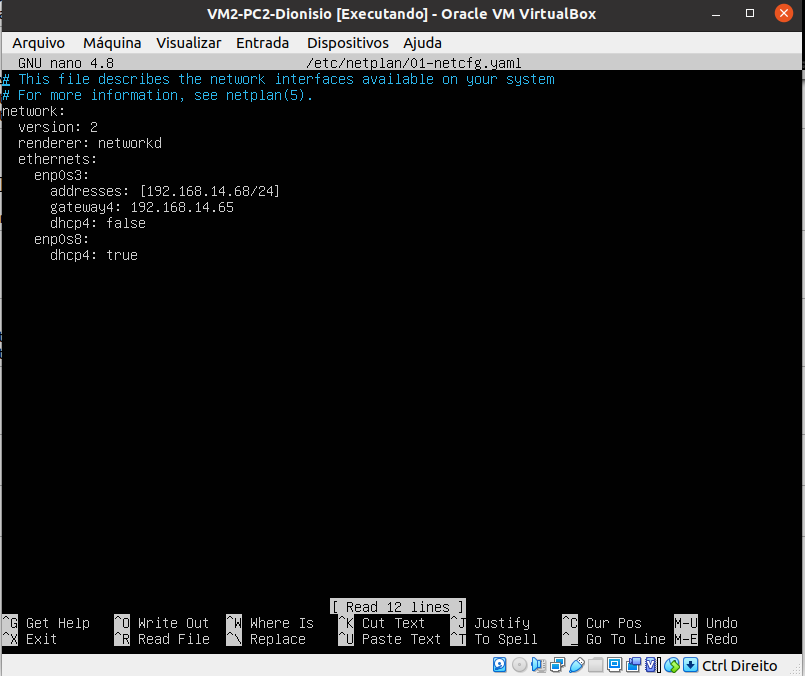 VM2-PC2-Dionisio [Executando] - Oracle VM VirtualBox
Arquivo Máquina Visualizar Entrada Dispositivos Ajuda
GNU nano 4.8 /etc/netplan/01-netcfg.yaml
# This file describes the network interfaces available on your system
# For more information, see netplan(5).
network:
  version: 2
  renderer: networkd
  ethernets:
    enp0s3:
      addresses: [192.168.14.68/24]
      gateway4: 192.168.14.65
      dhcp4: false
    enp0s8:
      dhcp4: true
[ Read 12 lines ]
^G Get Help ^O Write Out ^W Where Is ^K Cut Text ^J Justify ^C Cur Pos M-U Undo
^X Exit ^R Read File ^\ Replace ^U Paste Text ^T To Spell ^_ Go To Line M-E Redo
Ctrl Direito